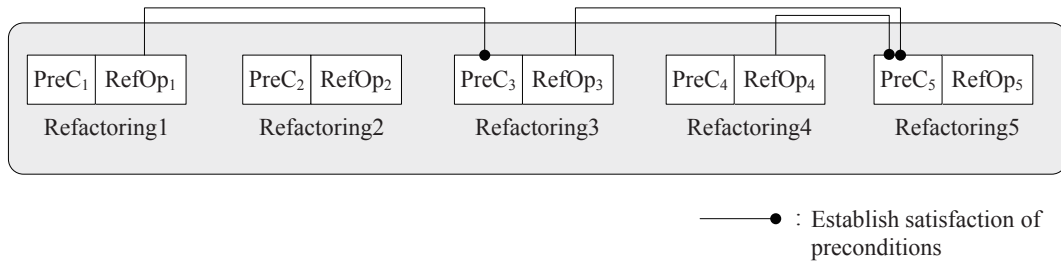 PreC₁ RefOp₁ PreC₂ RefOp₂ PreC₃ RefOp₃ PreC₄ RefOp₄ PreC₅ RefOp₅
Refactoring1 Refactoring2 Refactoring3 Refactoring4 Refactoring5
: Establish satisfaction of
preconditions